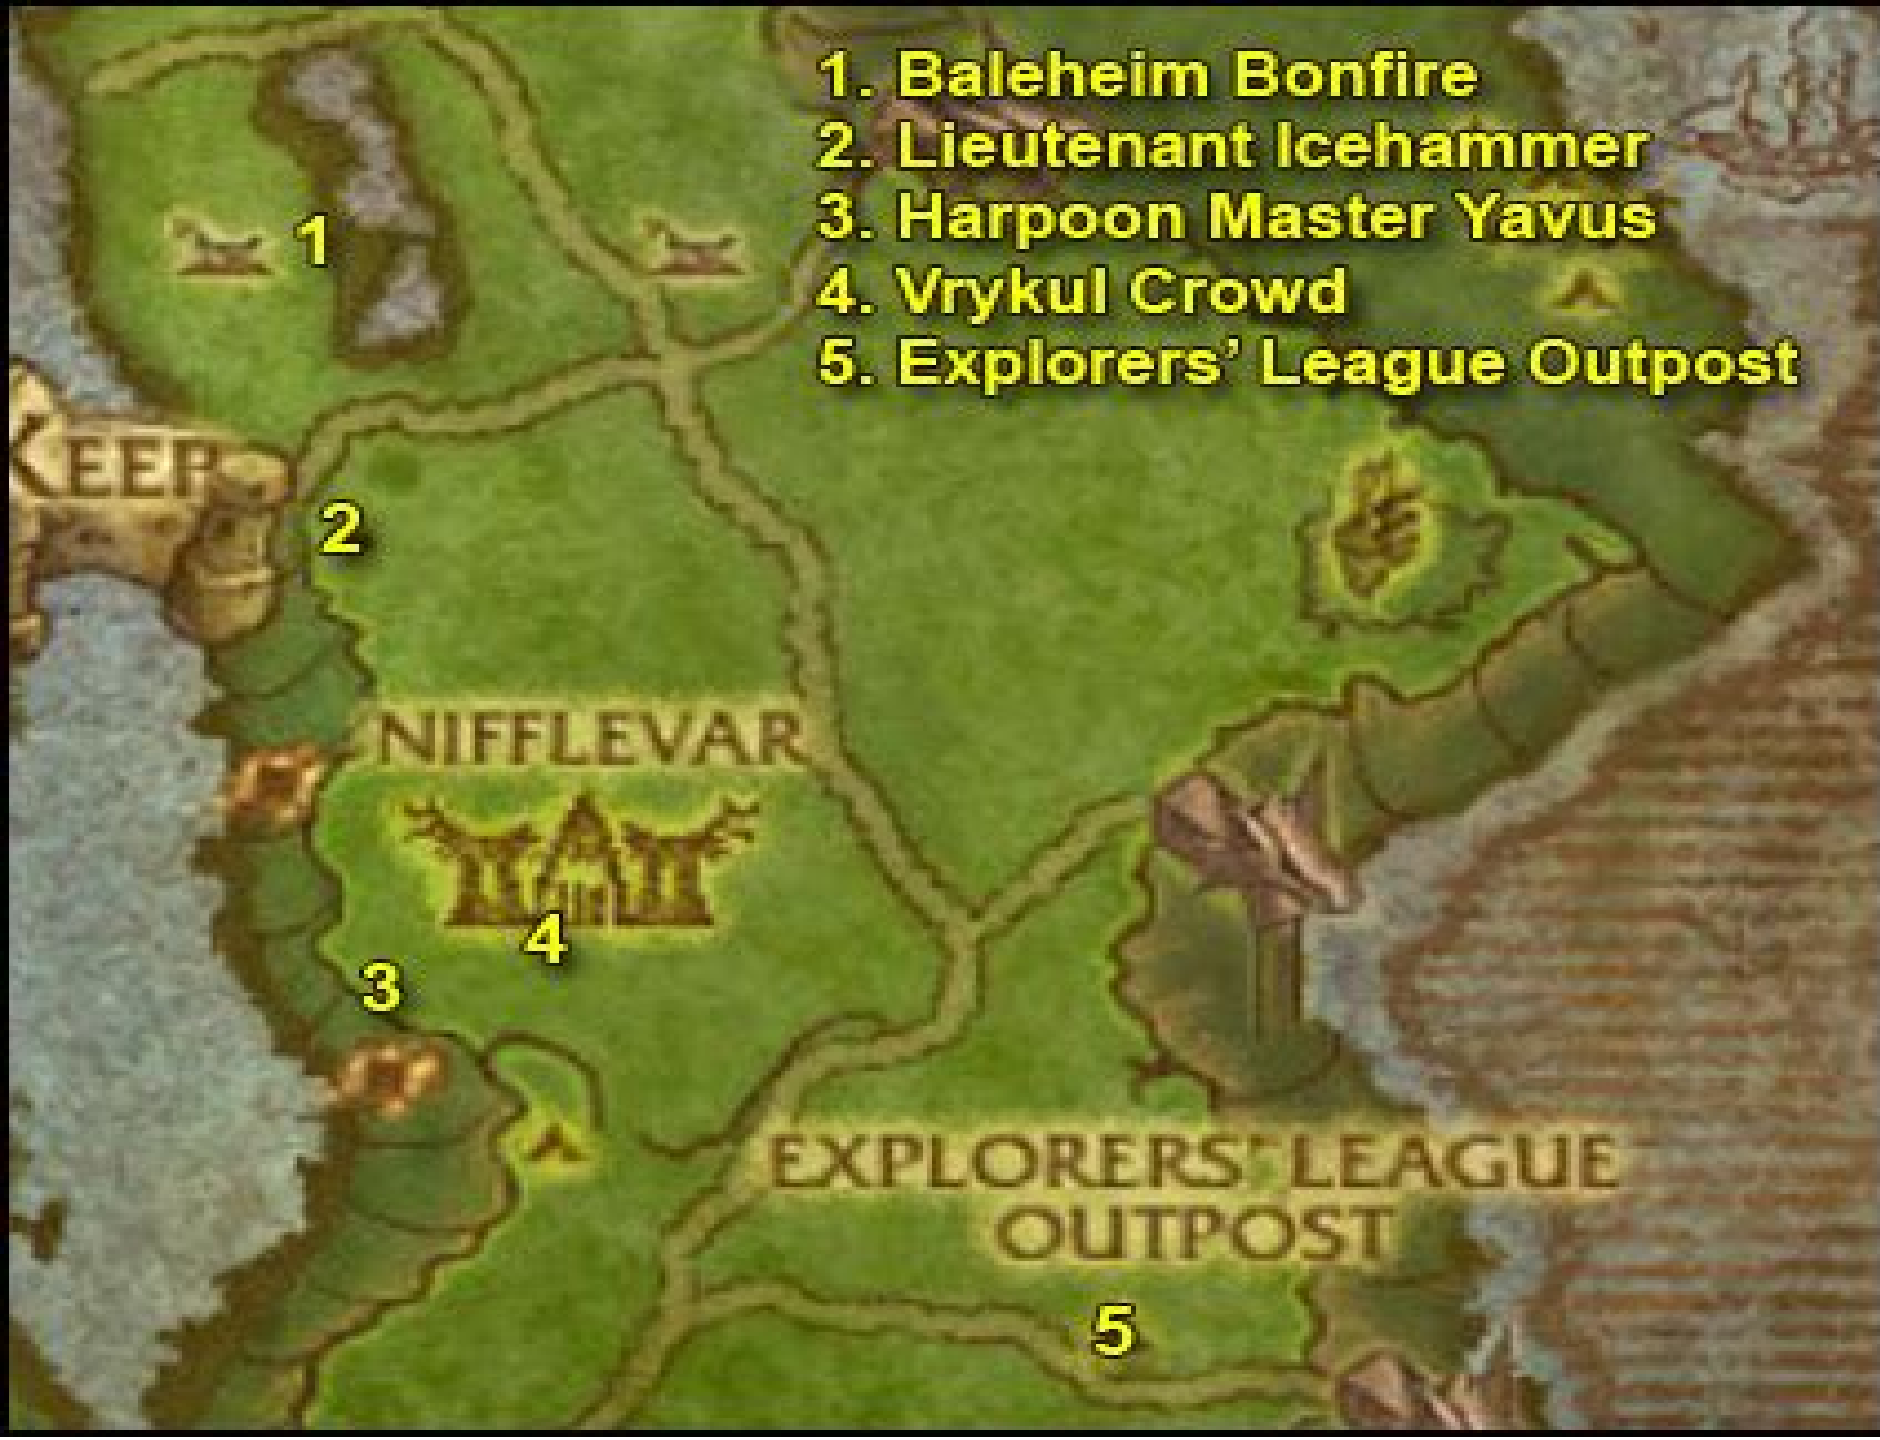 1. Baleheim Bonfire
2. Lieutenant Icehammer
3. Harpoon Master Yavus
4. Vrykul Crowd
5. Explorers’ League Outpost
1
KEEP
2
NIFFLEVAR
4
3
EXPLORERS’ LEAGUE
OUTPOST
5